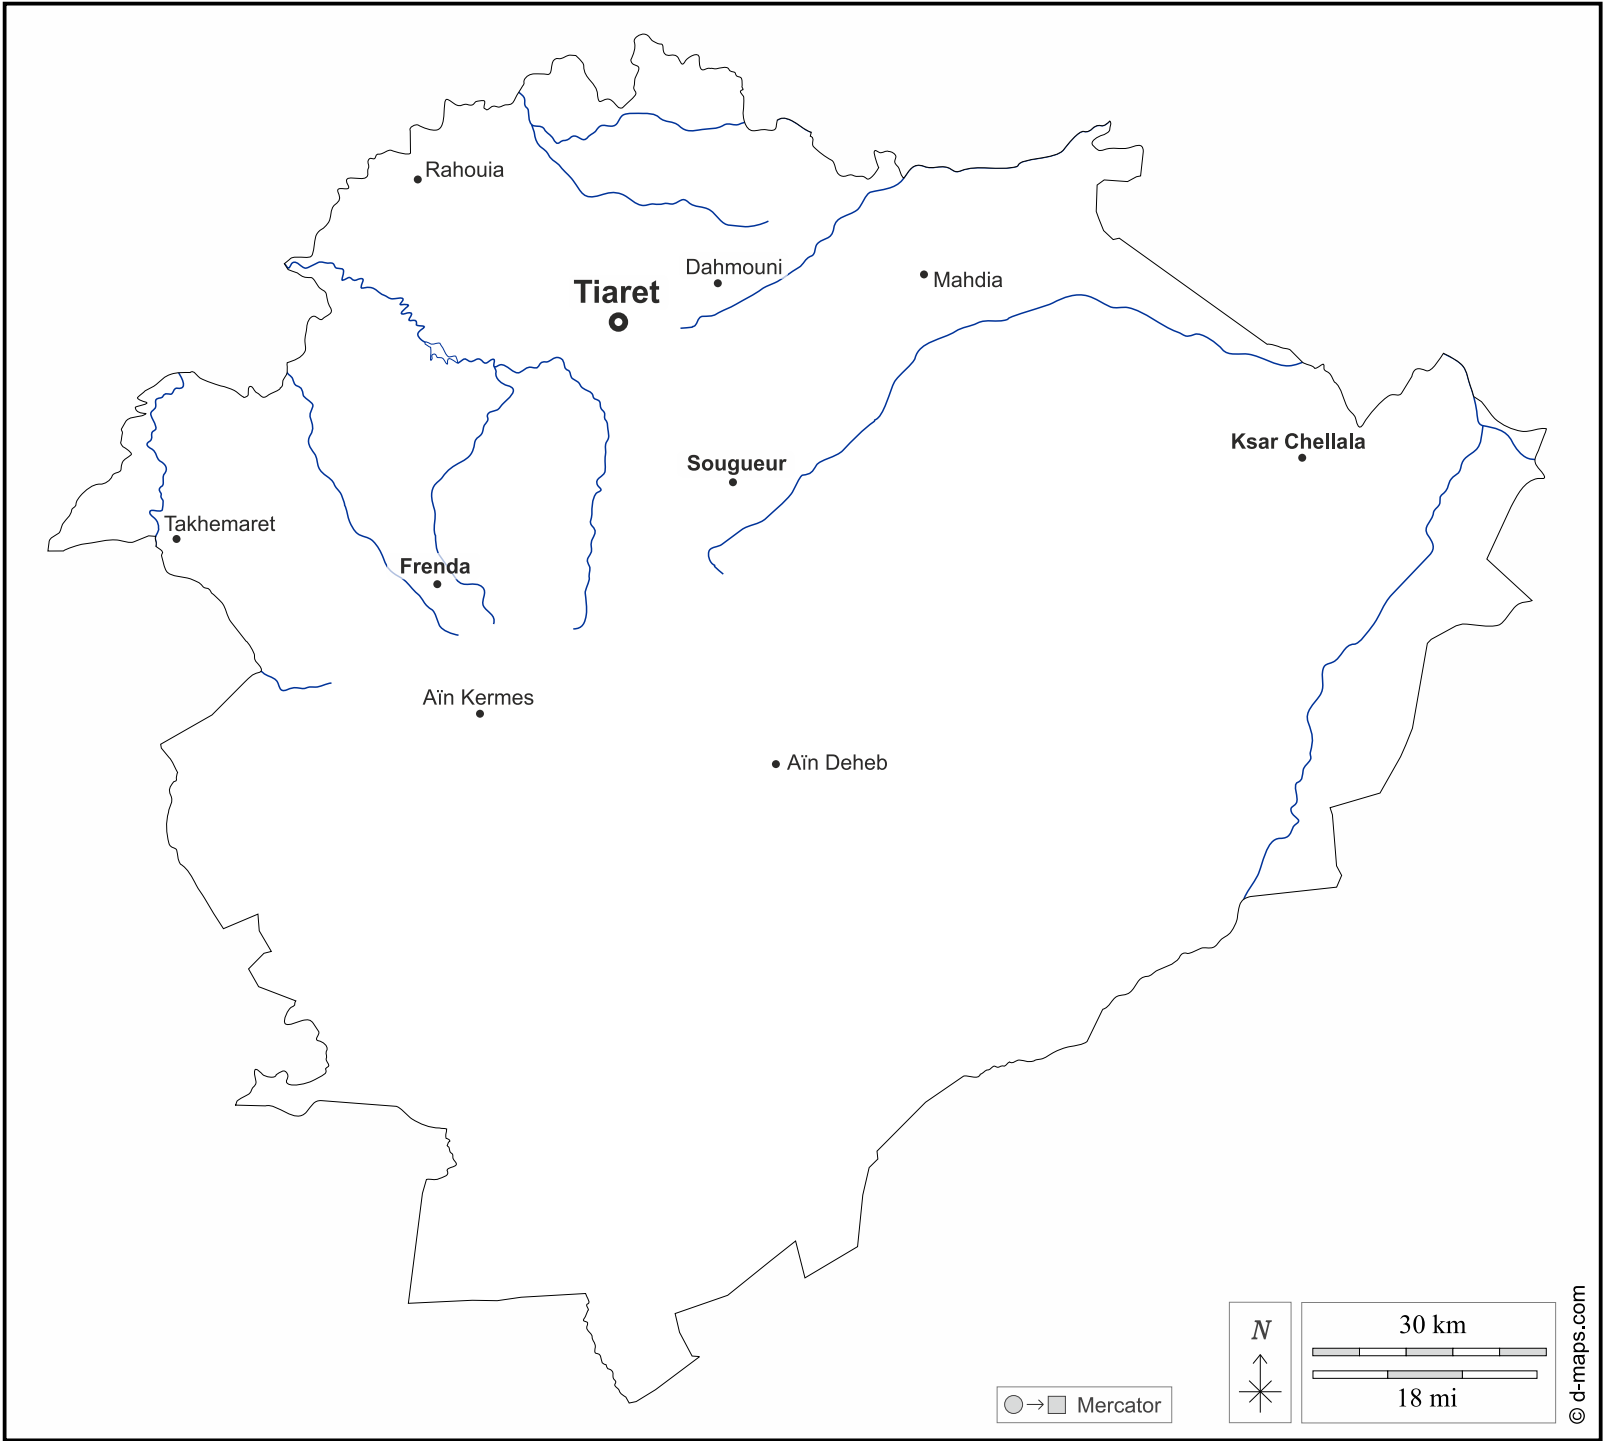 Rahouia
Dahmouni
Mahdia
Tiaret
Ksar Chellala
Sougueur
Takhemaret
Frenda
Aïn Kermes
Aïn Deheb
N
30 km
18 mi
Mercator
© d-maps.com